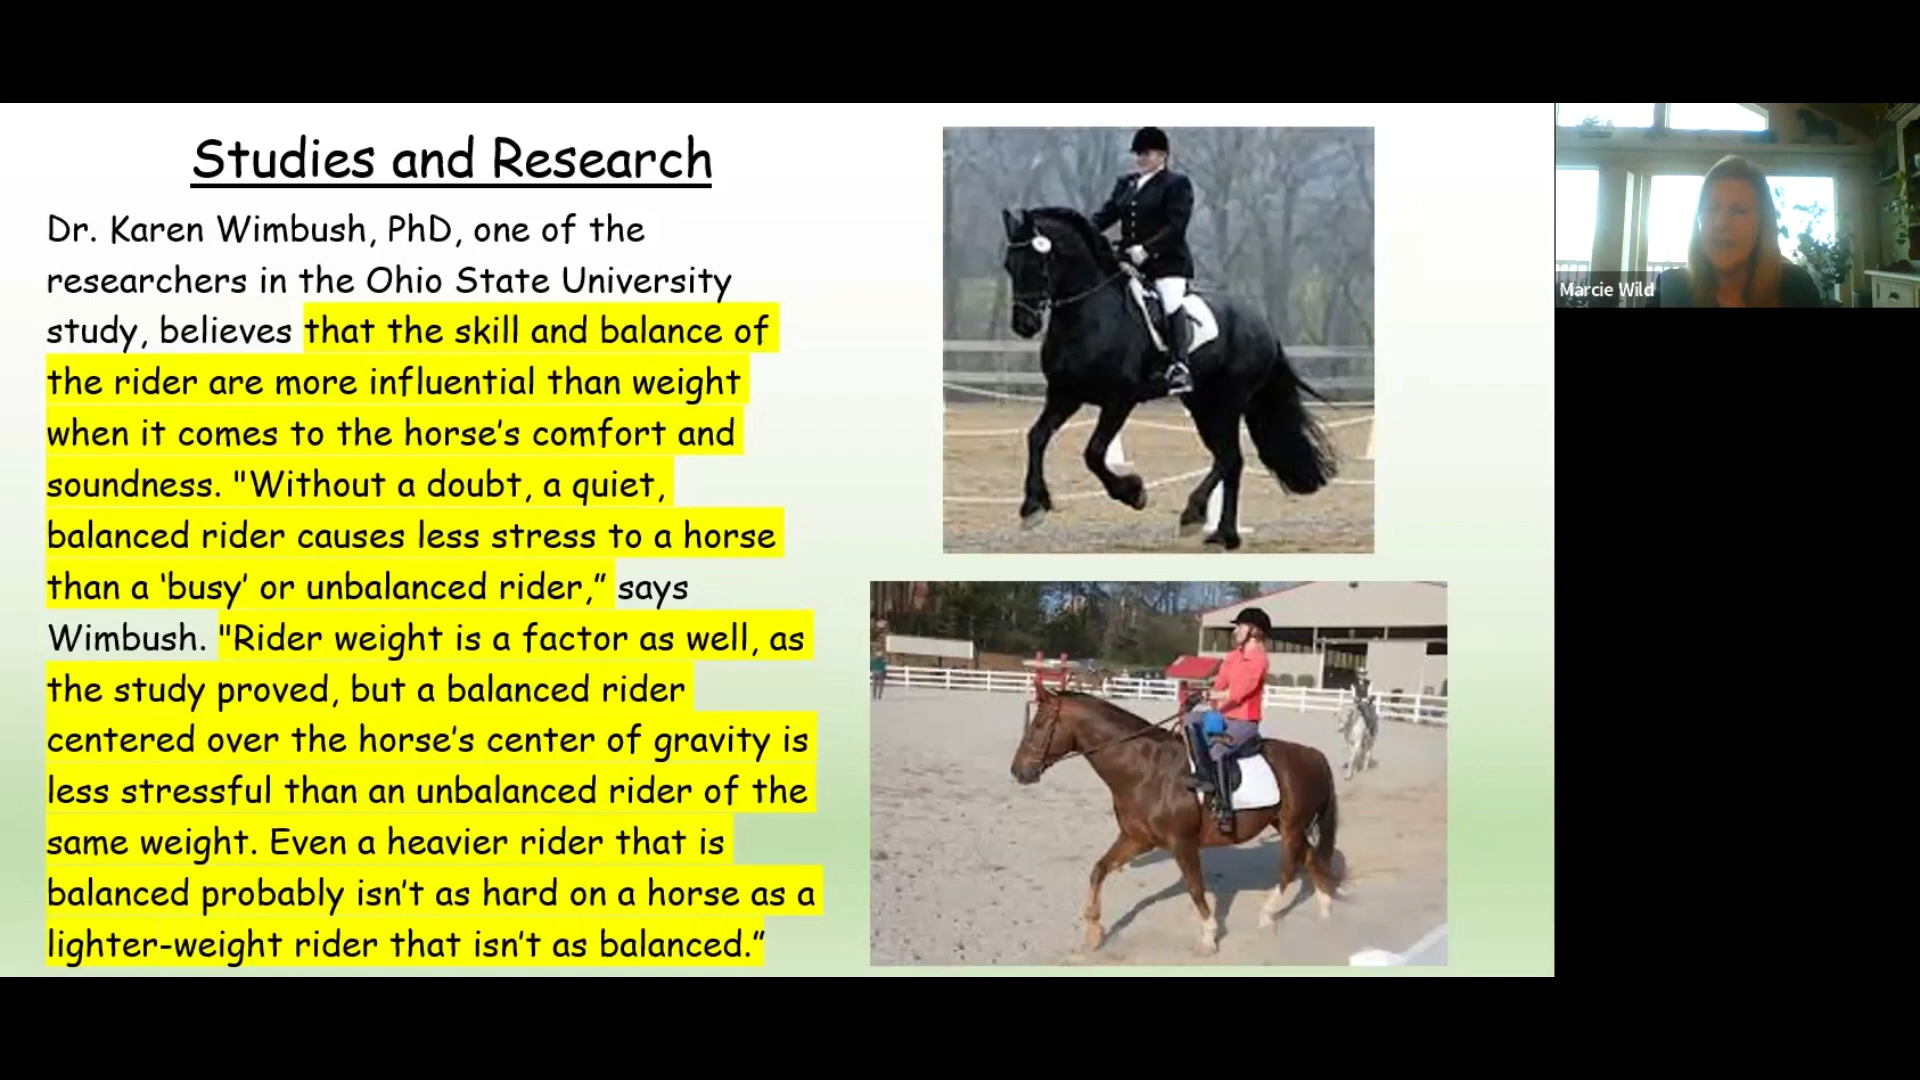 Studies and Research
Dr. Karen Wimbush, PhD, one of the
researchers in the Ohio State University
study, believes that the skill and balance of
the rider are more influential than weight
when it comes to the horse’s comfort and
soundness. "Without a doubt, a quiet,
balanced rider causes less stress to a horse
than a ‘busy’ or unbalanced rider,” says
Wimbush. "Rider weight is a factor as well, as
the study proved, but a balanced rider
centered over the horse’s center of gravity is
less stressful than an unbalanced rider of the
same weight. Even a heavier rider that is
balanced probably isn’t as hard on a horse as a
lighter-weight rider that isn’t as balanced.”
Marcie Wild